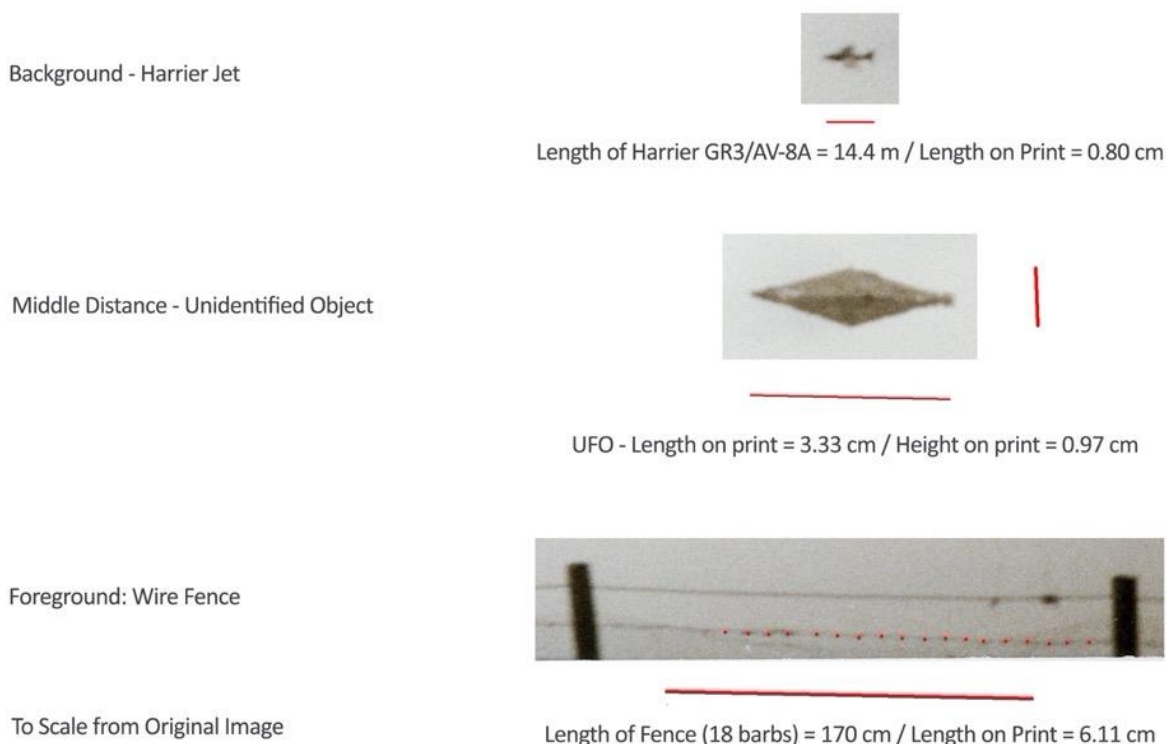 Background - Harrier Jet
Length of Harrier GR3/AV-8A = 14.4 m / Length on Print = 0.80 cm
Middle Distance - Unidentified Object
UFO - Length on print = 3.33 cm / Height on print = 0.97 cm
Foreground: Wire Fence
To Scale from Original Image
Length of Fence (18 barbs) = 170 cm / Length on Print = 6.11 cm